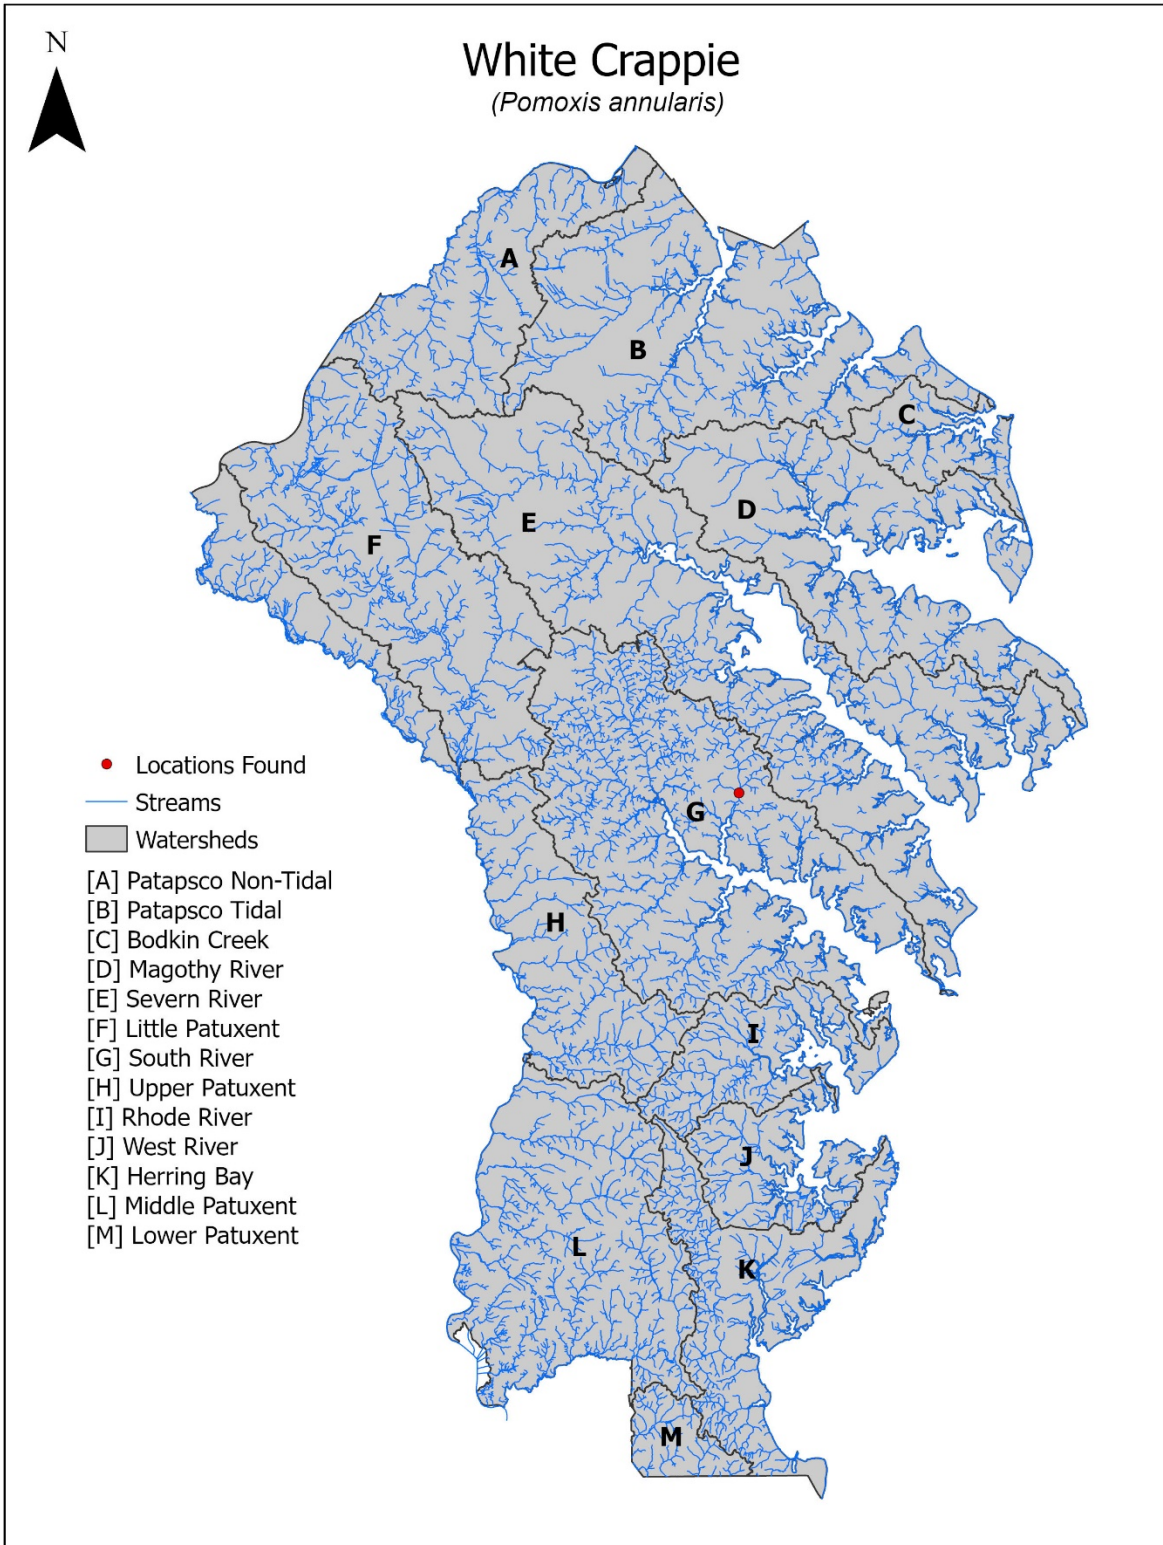 N
White Crappie
(Pomoxis annularis)
A
B
C
D
E
F
G
H
I
J
L
K
M
Locations Found
Streams
Watersheds
[A] Patapsco Non-Tidal
[B] Patapsco Tidal
[C] Bodkin Creek
[D] Magothy River
[E] Severn River
[F] Little Patuxent
[G] South River
[H] Upper Patuxent
[I] Rhode River
[J] West River
[K] Herring Bay
[L] Middle Patuxent
[M] Lower Patuxent